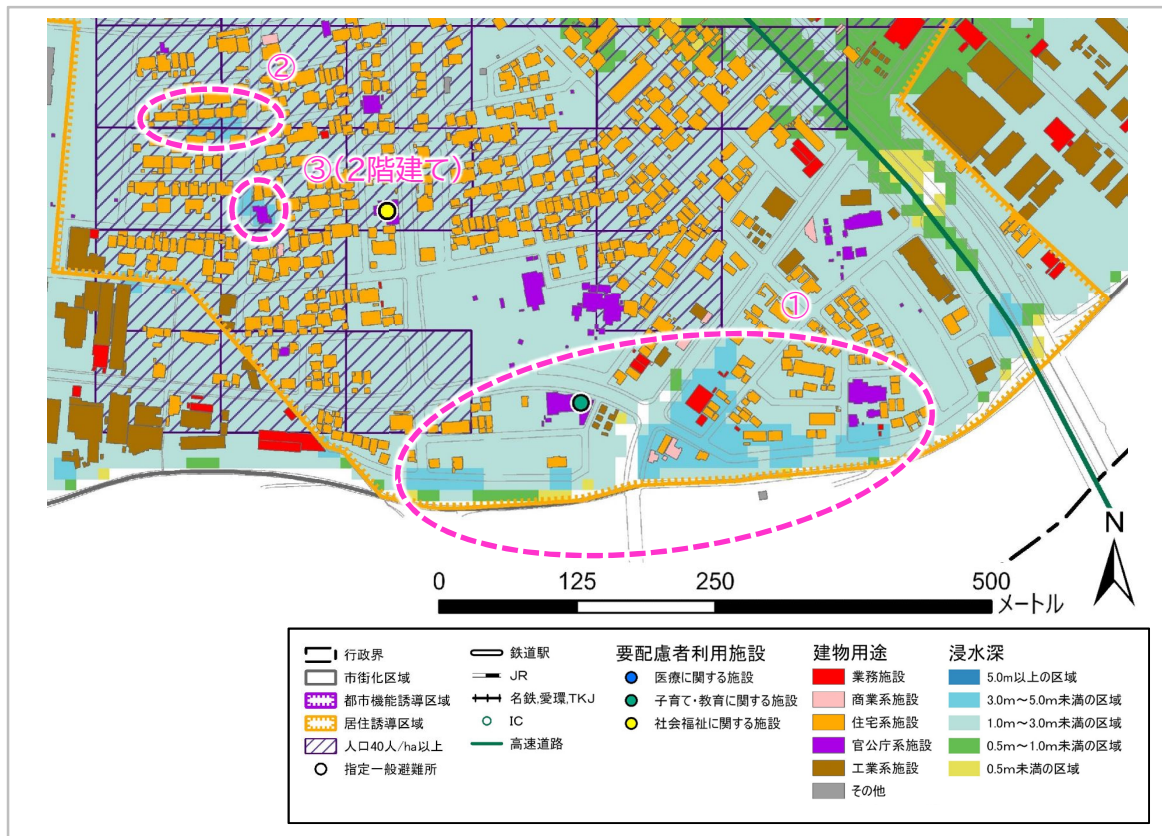 ②
③(2階建て)
①
N
0 125 250 500
メートル
行政界
市街化区域
都市機能誘導区域
居住誘導区域
人口40人/ha以上
指定一般避難所
鉄道駅
JR
名鉄,愛環,TKJ
IC
高速道路
要配慮者利用施設
医療に関する施設
子育て・教育に関する施設
社会福祉に関する施設
建物用途
業務施設
商業系施設
住宅系施設
官公庁系施設
工業系施設
その他
浸水深
5.0m以上の区域
3.0m～5.0m未満の区域
1.0m～3.0m未満の区域
0.5m～1.0m未満の区域
0.5m未満の区域